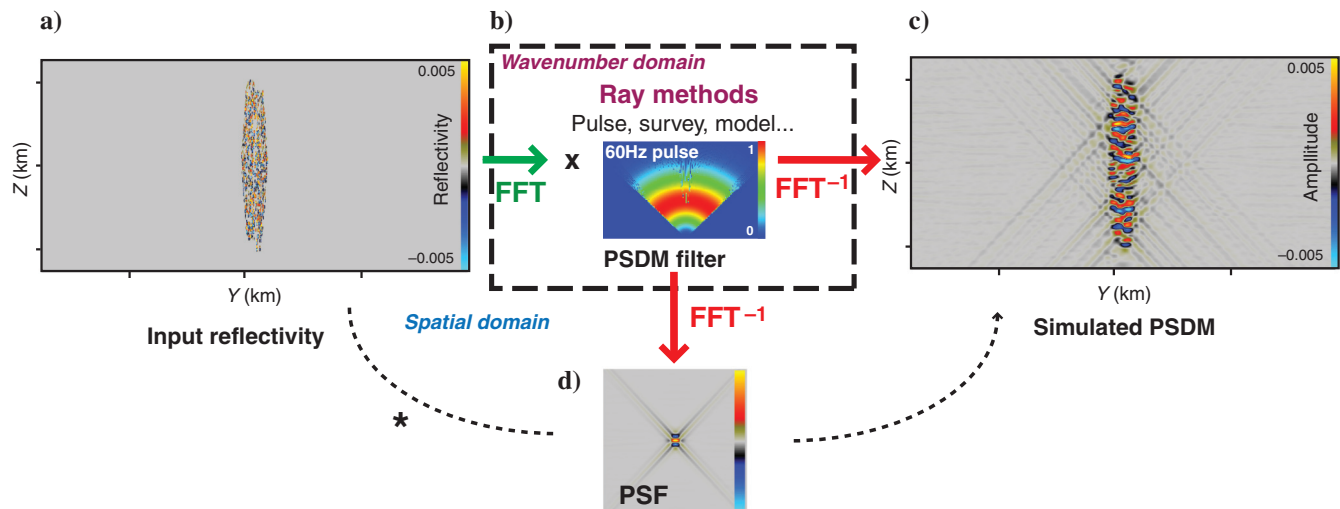 a)
0.005
Reflectivity
−0.005
Z (km)
Y (km)
Input reflectivity
b)
Wavenumber domain
Ray methods
Pulse, survey, model...
FFT
x
60Hz pulse
1
0
PSDM filter
FFT−1
FFT−1
Spatial domain
*
c)
0.005
Amplitude
−0.005
Z (km)
Y (km)
Simulated PSDM
d)
PSF